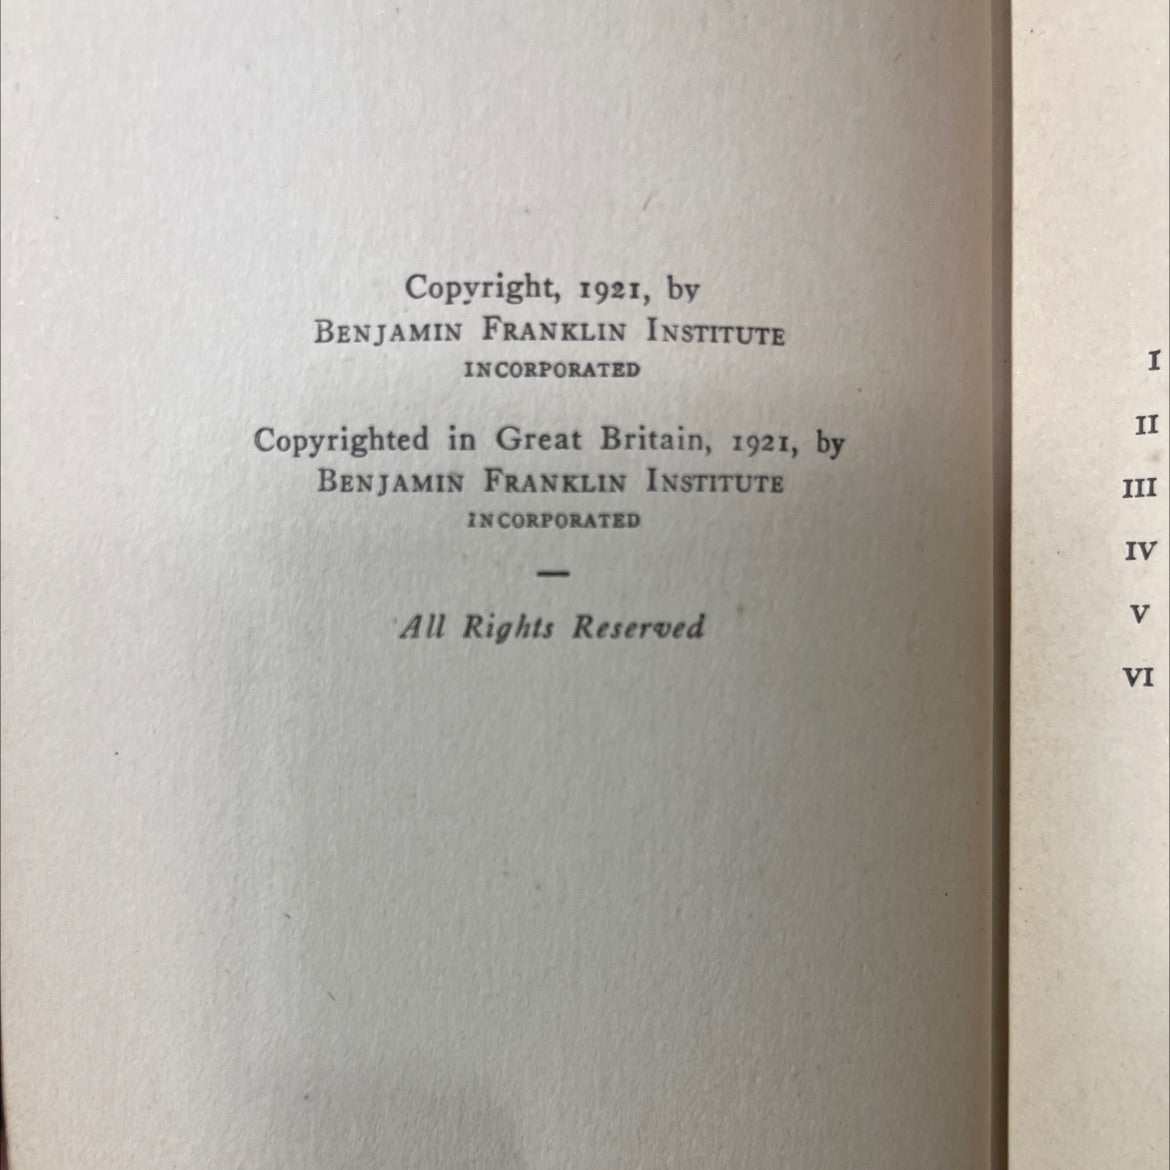 Copyright, 1921, by
BENJAMIN FRANKLIN INSTITUTE
INCORPORATED
Copyrighted in Great Britain, 1921, by
BENJAMIN FRANKLIN INSTITUTE
INCORPORATED
—
All Rights Reserved
I
II
III
IV
V
VI